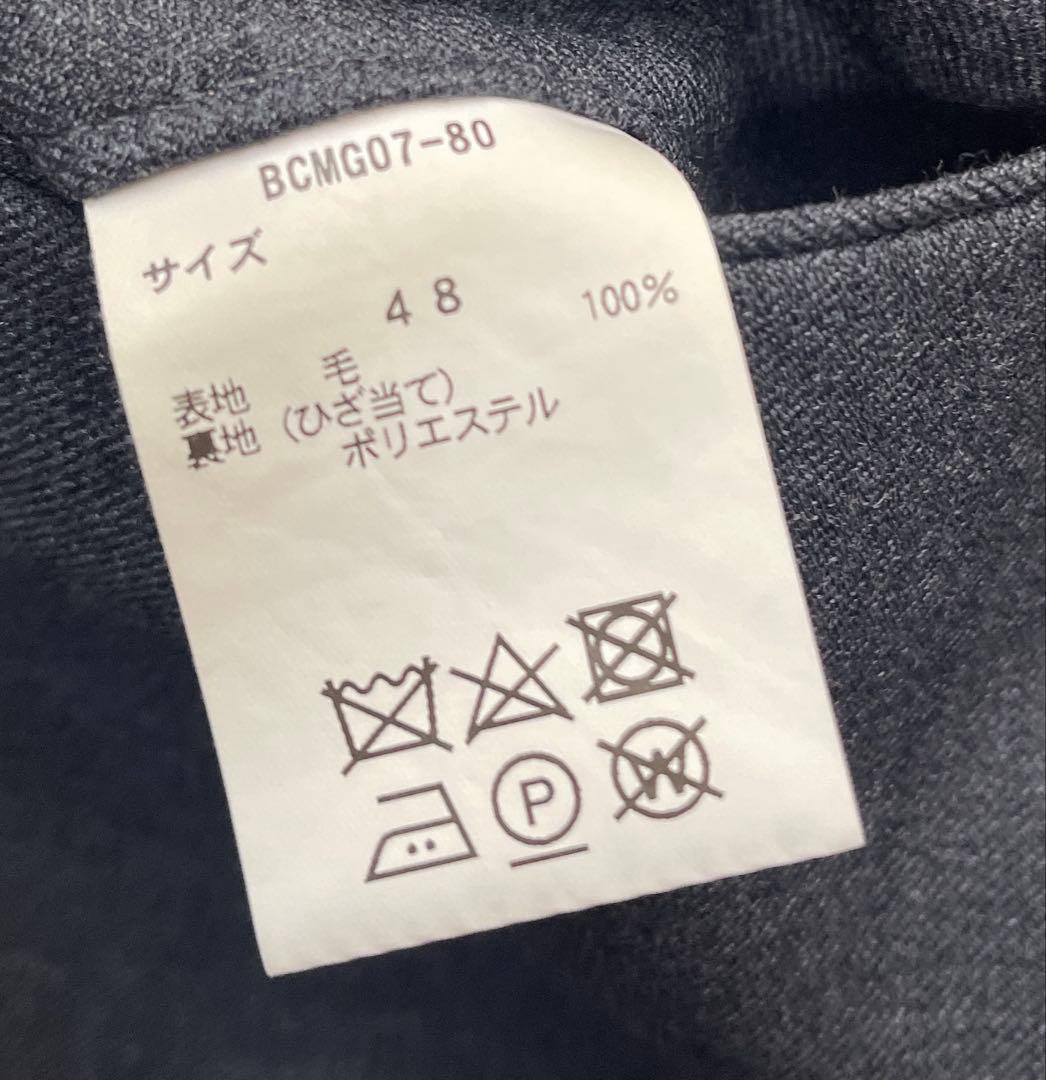 BCMG07-80
サイズ
48
表地 毛 100%
裏地 (ひざ当て)
ポリエステル
P
W